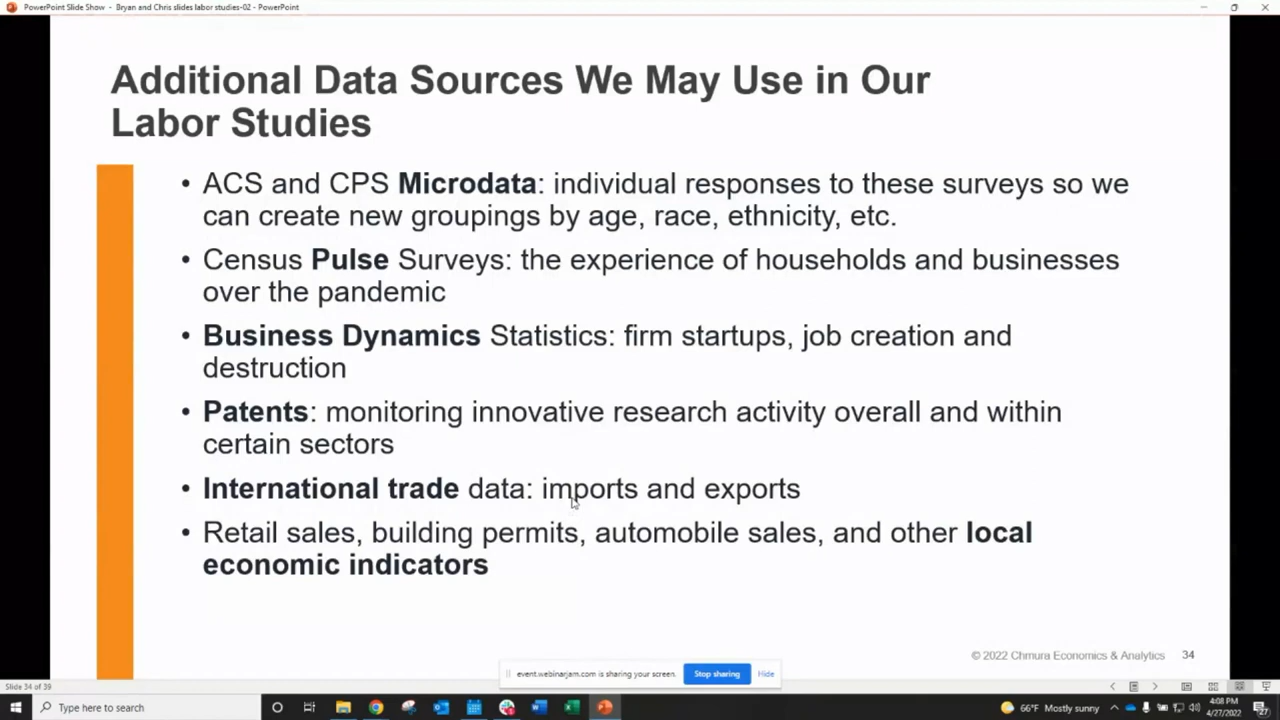 PowerPoint Slide Show - Bryan and Chris slides labor studies-02 - PowerPoint
Additional Data Sources We May Use in Our
Labor Studies
• ACS and CPS Microdata: individual responses to these surveys so we
can create new groupings by age, race, ethnicity, etc.
• Census Pulse Surveys: the experience of households and businesses
over the pandemic
• Business Dynamics Statistics: firm startups, job creation and
destruction
• Patents: monitoring innovative research activity overall and within
certain sectors
• International trade data: imports and exports
• Retail sales, building permits, automobile sales, and other local
economic indicators
© 2022 Chmura Economics & Analytics 34
event.webinarjam.com is sharing your screen. Stop sharing Hide
Slide 34 of 39
Type here to search
66°F Mostly sunny
4:08 PM
4/27/2022
27